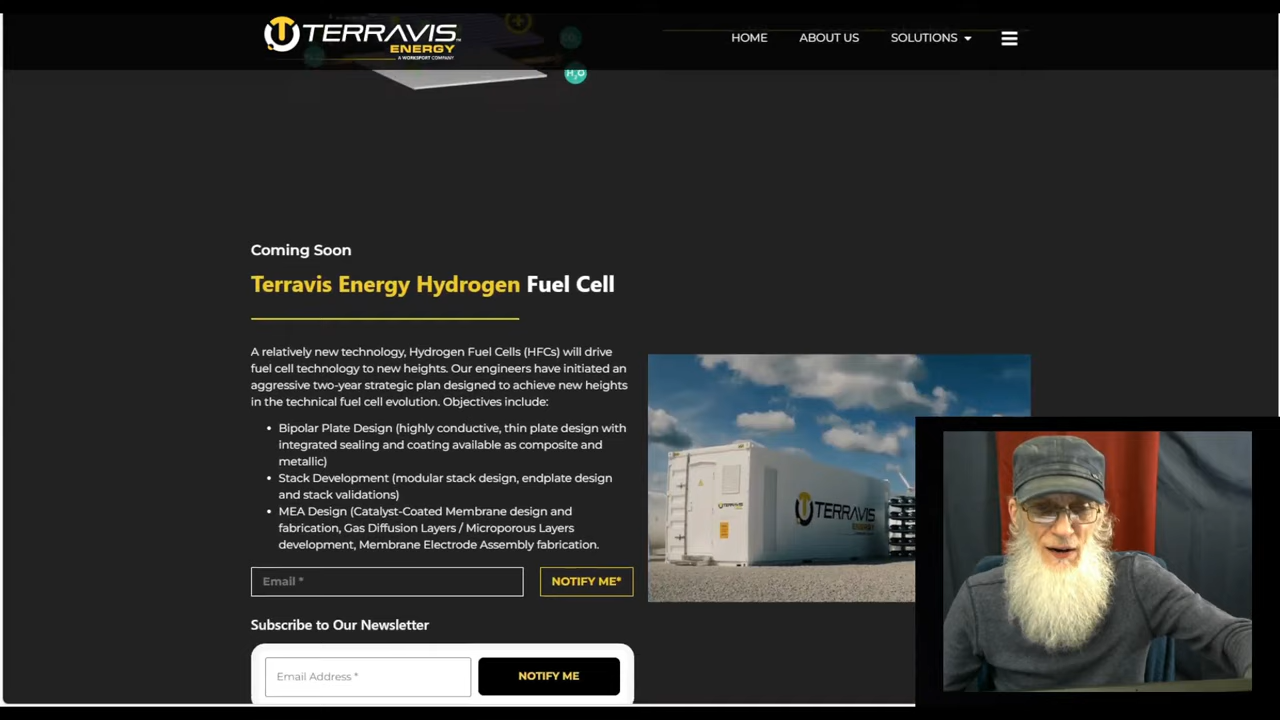 TERRAVIS
ENERGY
A WORKSPORT COMPANY
HOME
ABOUT US
SOLUTIONS
H₂O
Coming Soon
Terravis Energy Hydrogen Fuel Cell
A relatively new technology, Hydrogen Fuel Cells (HFCs) will drive
fuel cell technology to new heights. Our engineers have initiated an
aggressive two-year strategic plan designed to achieve new heights
in the technical fuel cell evolution. Objectives include:
• Bipolar Plate Design (highly conductive, thin plate design with
integrated sealing and coating available as composite and
metallic)
• Stack Development (modular stack design, endplate design
and stack validations)
• MEA Design (Catalyst-Coated Membrane design and
fabrication, Gas Diffusion Layers / Microporous Layers
development, Membrane Electrode Assembly fabrication.
Email *
NOTIFY ME*
TERRAVIS
TERRAVIS
ENERGY
Subscribe to Our Newsletter
Email Address *
NOTIFY ME